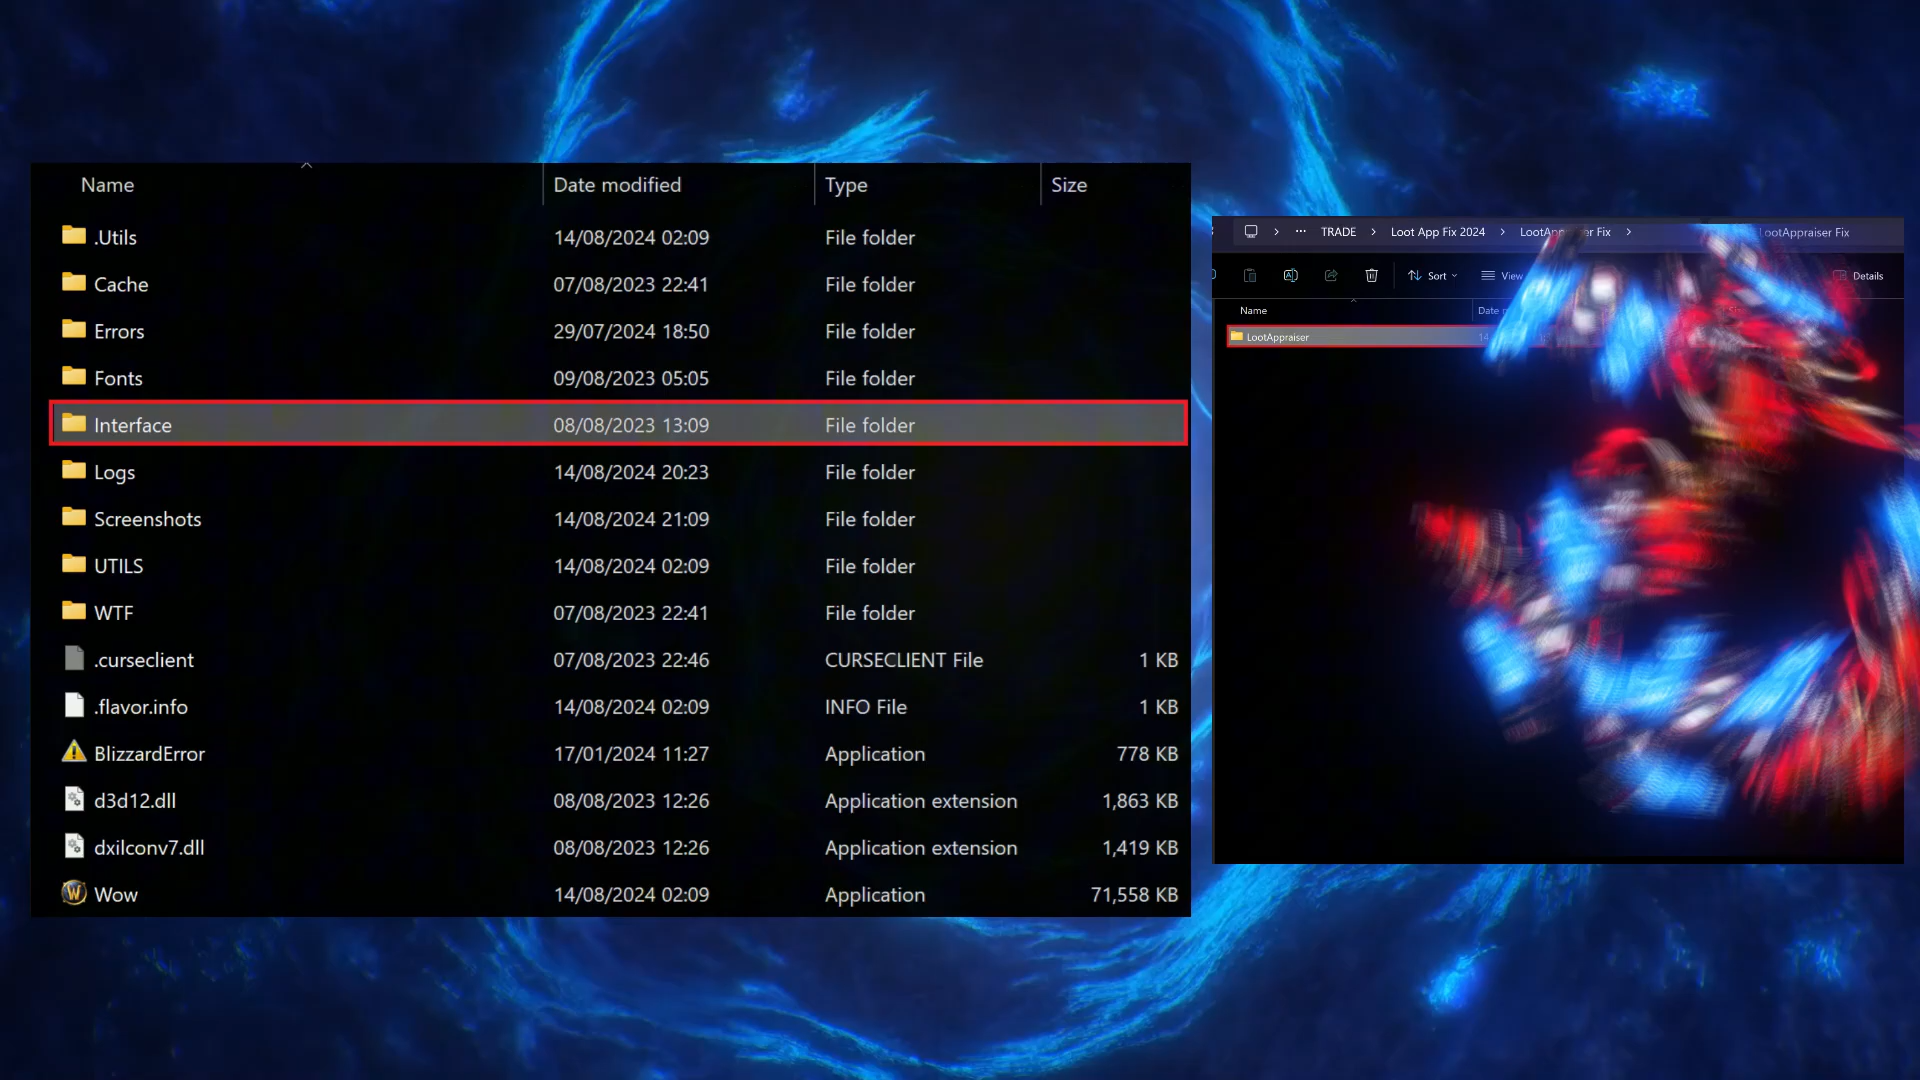 Name Date modified Type Size
.Utils 14/08/2024 02:09 File folder
Cache 07/08/2023 22:41 File folder
Errors 29/07/2024 18:50 File folder
Fonts 09/08/2023 05:05 File folder
Interface 08/08/2023 13:09 File folder
Logs 14/08/2024 20:23 File folder
Screenshots 14/08/2024 21:09 File folder
UTILS 14/08/2024 02:09 File folder
WTF 07/08/2023 22:41 File folder
.curseclient 07/08/2023 22:46 CURSECLIENT File 1 KB
.flavor.info 14/08/2024 02:09 INFO File 1 KB
BlizzardError 17/01/2024 11:27 Application 778 KB
d3d12.dll 08/08/2023 12:26 Application extension 1,863 KB
dxilconv7.dll 08/08/2023 12:26 Application extension 1,419 KB
Wow 14/08/2024 02:09 Application 71,558 KB
TRADE > Loot App Fix 2024 > LootAppraiser Fix > LootAppraiser Fix
Sort View Details
Name Date
LootAppraiser 14